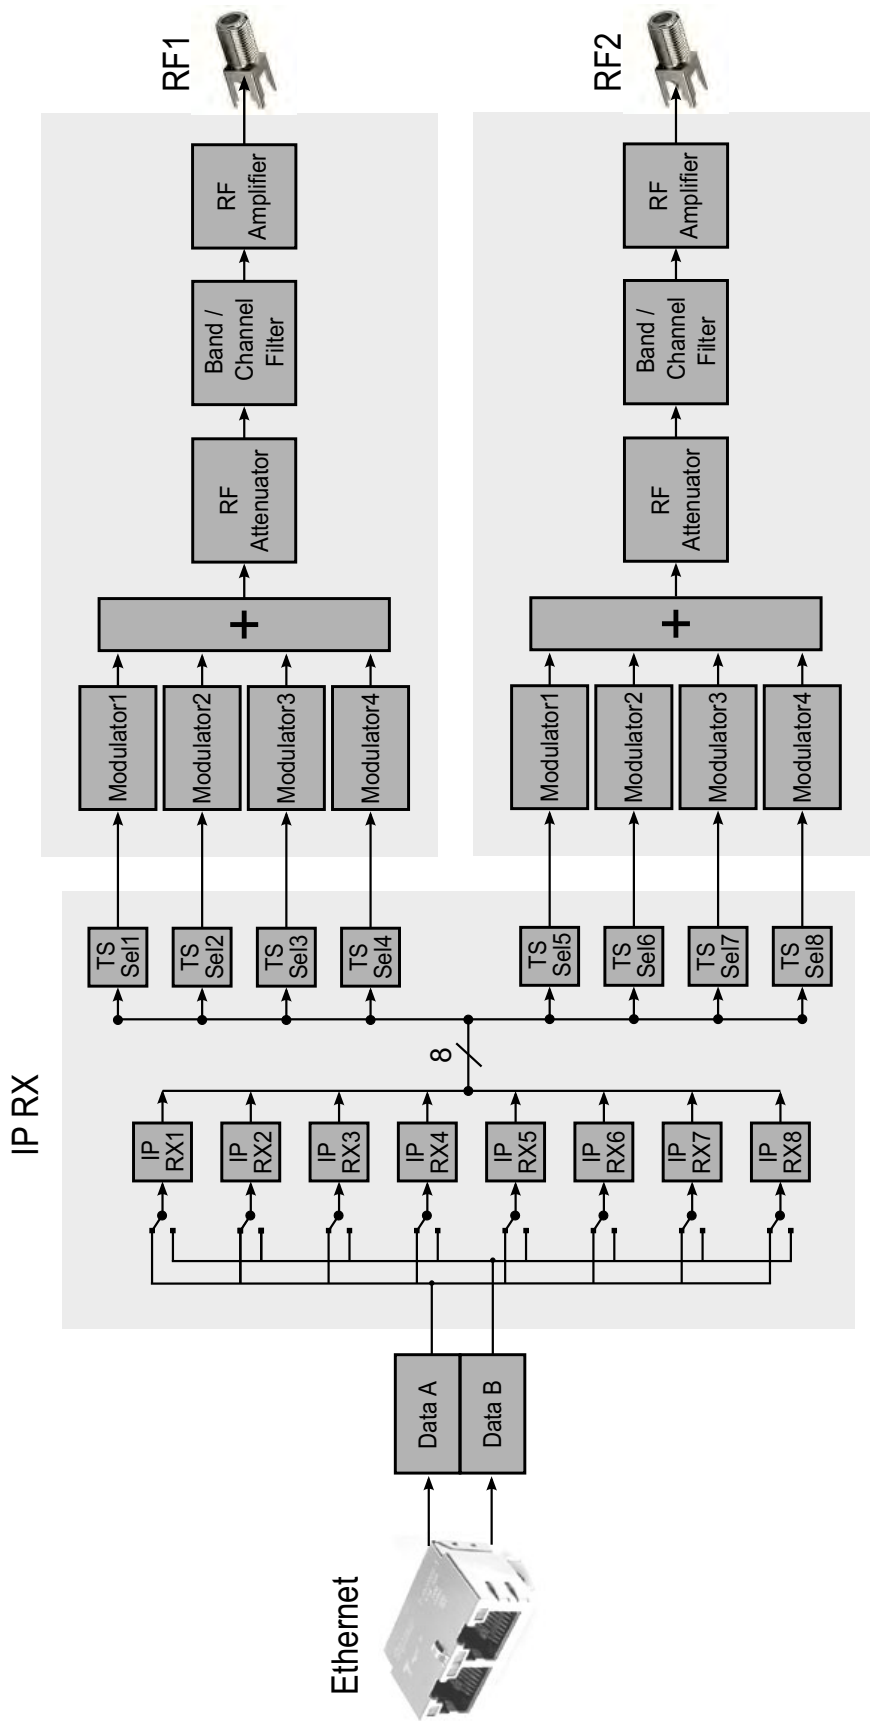 Ethernet
Data A
Data B
IP RX
IP
RX1
IP
RX2
IP
RX3
IP
RX4
IP
RX5
IP
RX6
IP
RX7
IP
RX8
8
TS
Sel1
TS
Sel2
TS
Sel3
TS
Sel4
TS
Sel5
TS
Sel6
TS
Sel7
TS
Sel8
Modulator1
Modulator2
Modulator3
Modulator4
+
RF
Attenuator
Band /
Channel
Filter
RF
Amplifier
RF1
Modulator1
Modulator2
Modulator3
Modulator4
+
RF
Attenuator
Band /
Channel
Filter
RF
Amplifier
RF2